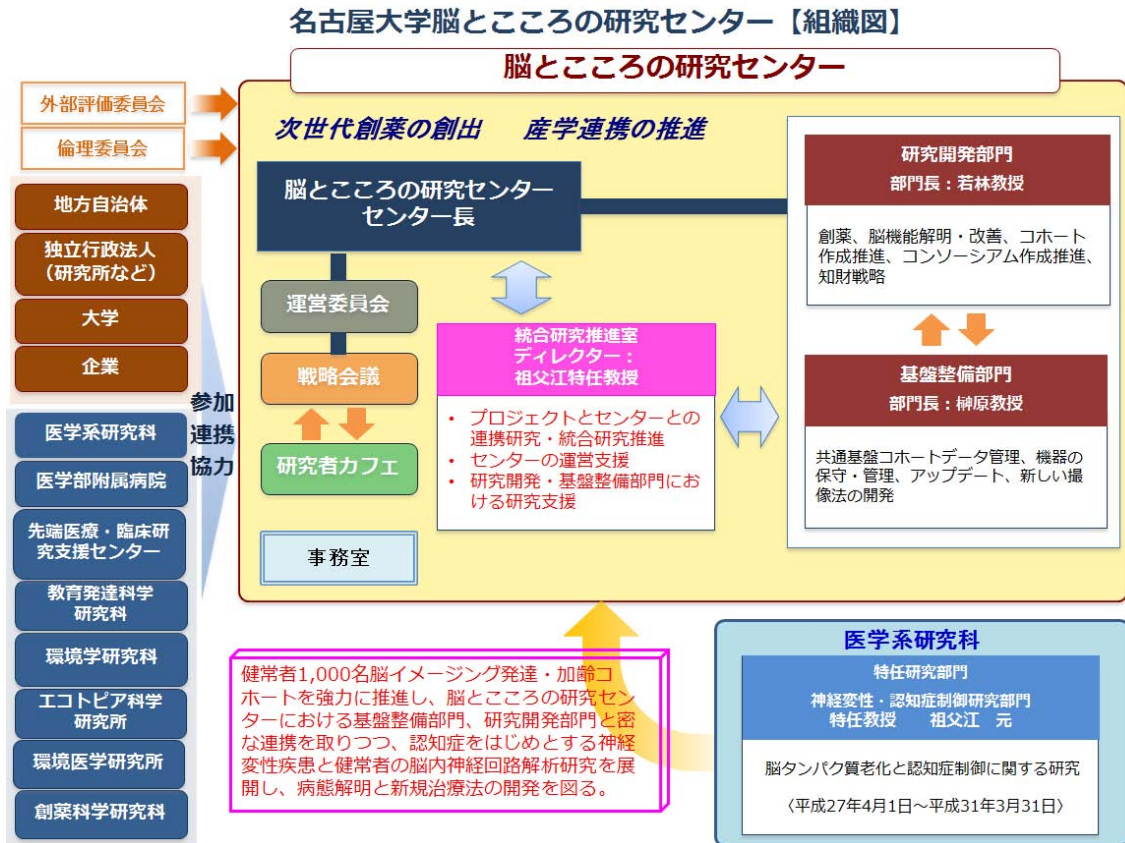 名古屋大学脳とこころの研究センター【組織図】
脳とこころの研究センター
外部評価委員会
倫理委員会
地方自治体
独立行政法人
（研究所など）
大学
企業
医学系研究科
医学部附属病院
先端医療・臨床研
究支援センター
教育発達科学
研究科
環境学研究科
エコトピア科学
研究所
環境医学研究所
創薬科学研究科
参加
連携
協力
次世代創薬の創出 産学連携の推進
脳とこころの研究センター
センター長
運営委員会
戦略会議
研究者カフェ
事務室
統合研究推進室
ディレクター：
祖父江特任教授
• プロジェクトとセンターとの
連携研究・統合研究推進
• センターの運営支援
• 研究開発・基盤整備部門にお
ける研究支援
研究開発部門
部門長：若林教授
創薬、脳機能解明・改善、コホート
作成推進、コンソーシアム作成推進、
知財戦略
基盤整備部門
部門長：榊原教授
共通基盤コホートデータ管理、機器の
保守・管理、アップデート、新しい撮
像法の開発
健常者1,000名脳イメージング発達・加齢コ
ホートを強力に推進し、脳とこころの研究セン
ターにおける基盤整備部門、研究開発部門と密
な連携を取りつつ、認知症をはじめとする神経
変性疾患と健常者の脳内神経回路解析研究を展
開し、病態解明と新規治療法の開発を図る。
医学系研究科
特任研究部門
神経変性・認知症制御研究部門
特任教授 祖父江 元
脳タンパク質老化と認知症制御に関する研究
〈平成27年4月1日～平成31年3月31日〉